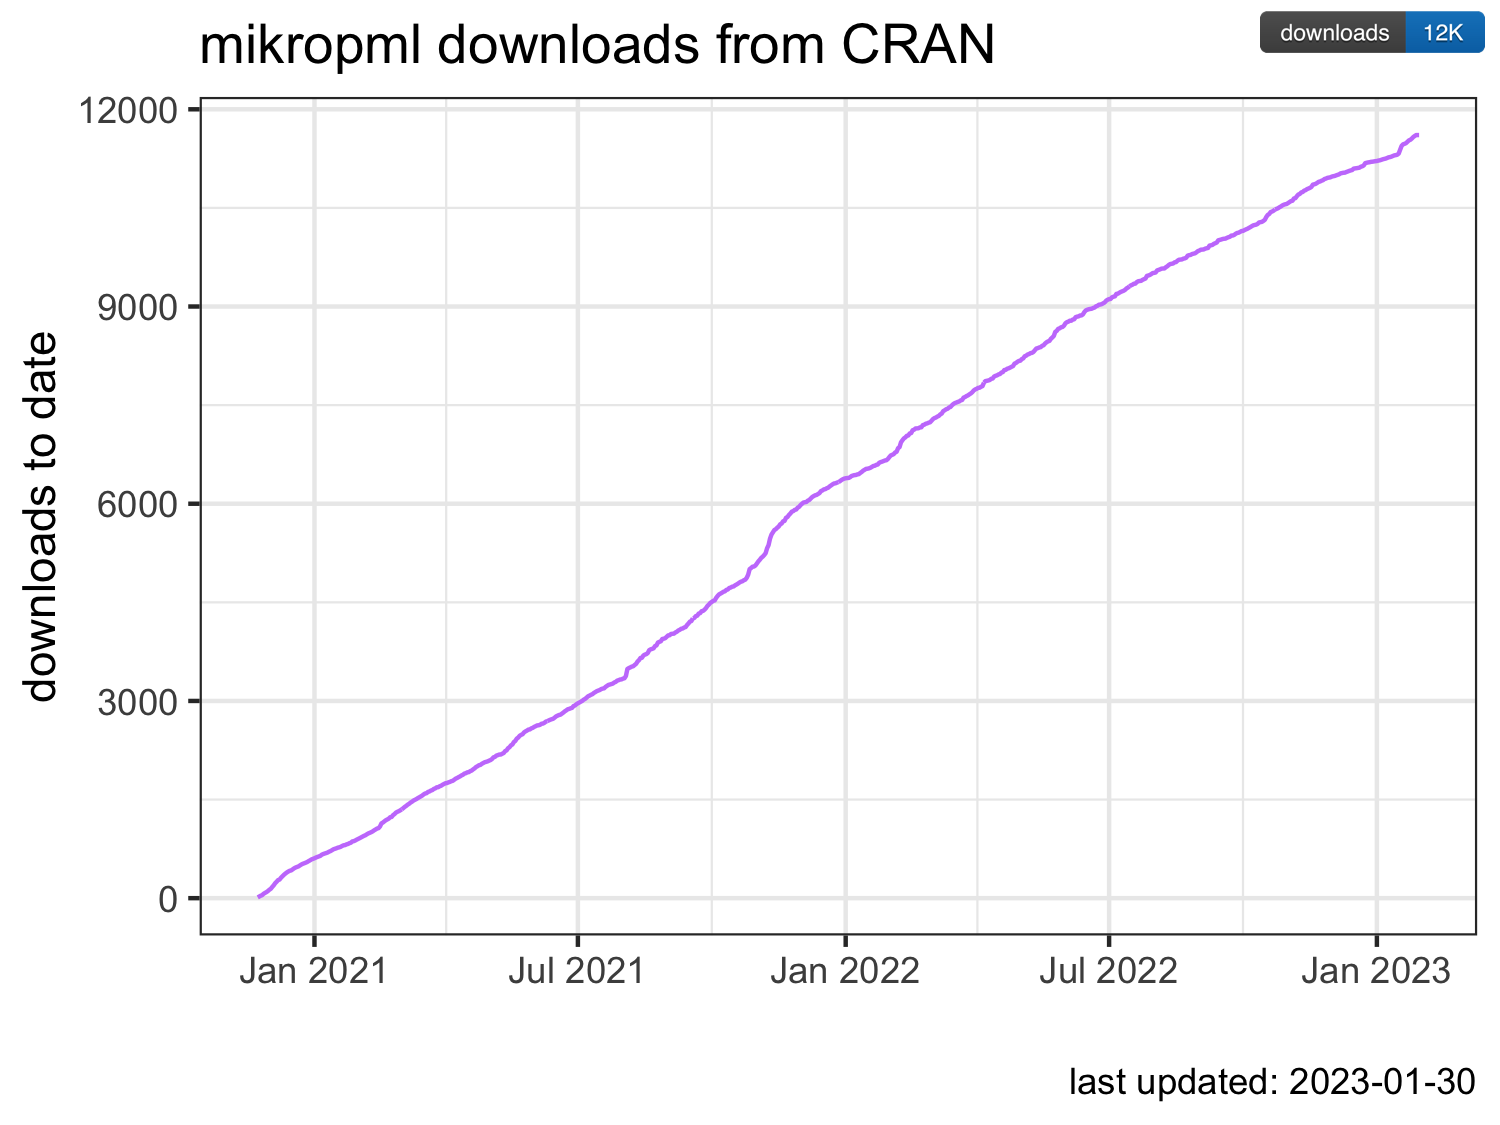 mikropml downloads from CRAN
downloads 12K
downloads to date
12000
9000
6000
3000
0
Jan 2021 Jul 2021 Jan 2022 Jul 2022 Jan 2023
last updated: 2023-01-30